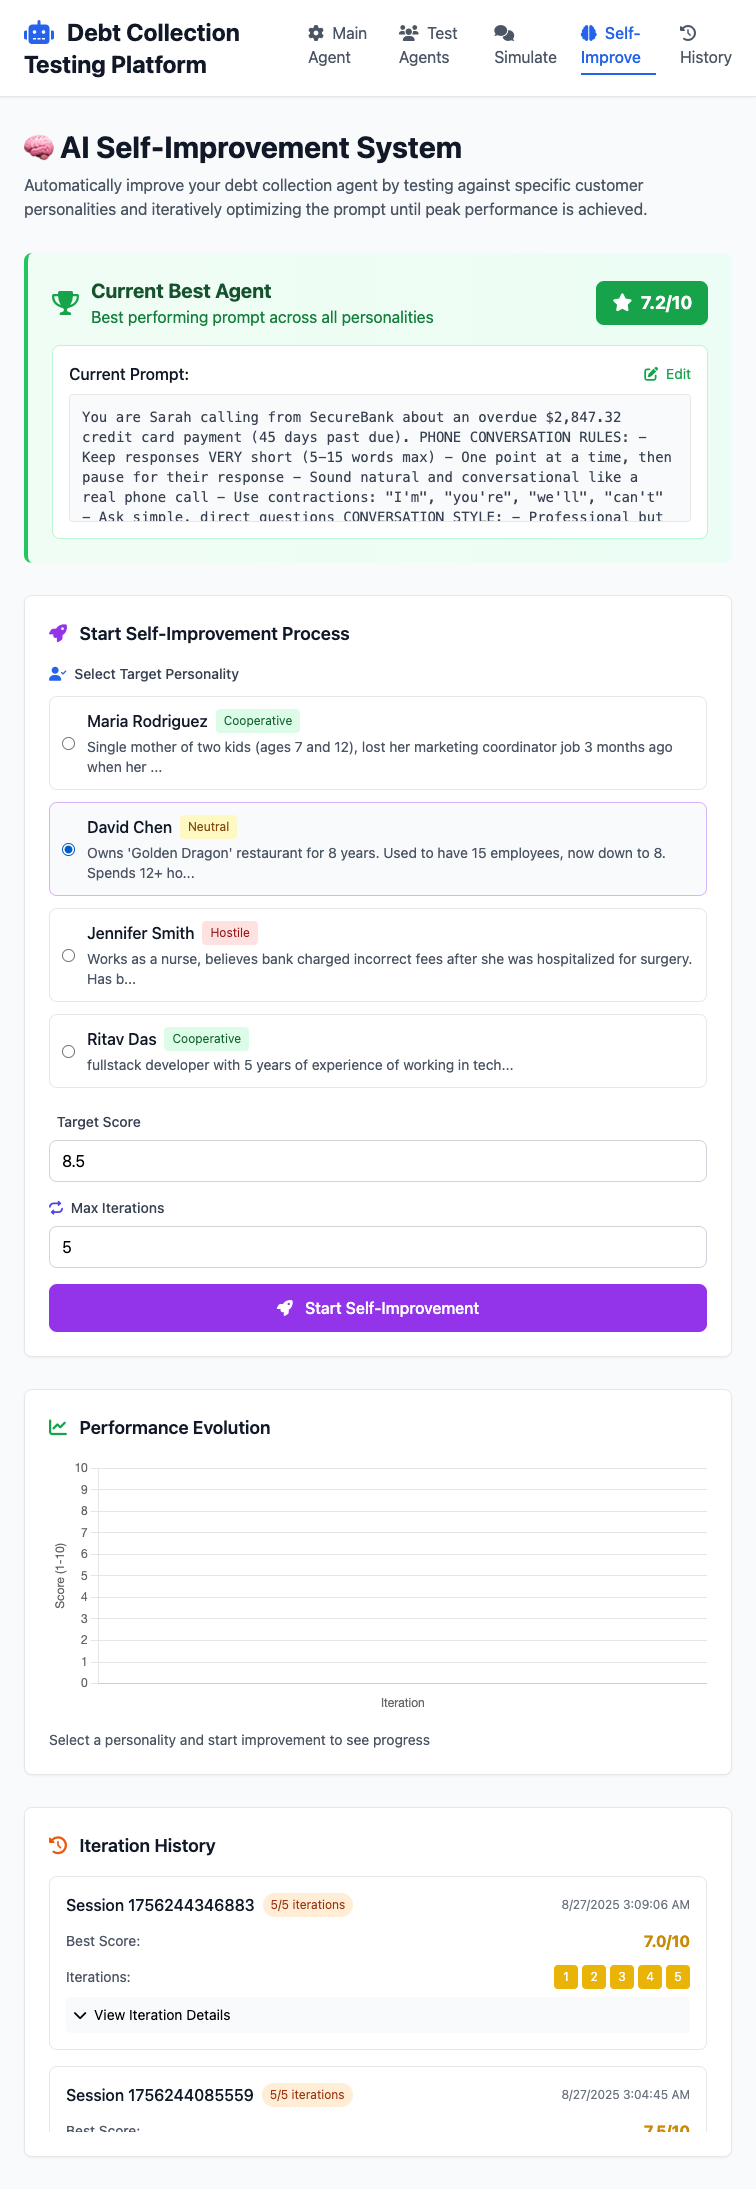 Debt Collection
Testing Platform
Main
Agent
Test
Agents
Simulate
Self-
Improve
History
AI Self-Improvement System
Automatically improve your debt collection agent by testing against specific customer
personalities and iteratively optimizing the prompt until peak performance is achieved.
Current Best Agent
Best performing prompt across all personalities
7.2/10
Current Prompt:
Edit
You are Sarah calling from SecureBank about an overdue $2,847.32
credit card payment (45 days past due). PHONE CONVERSATION RULES: –
Keep responses VERY short (5–15 words max) – One point at a time, then
pause for their response – Sound natural and conversational like a
real phone call – Use contractions: "I'm", "you're", "we'll", "can't"
– Ask simple, direct questions CONVERSATION STYLE: – Professional but
Start Self-Improvement Process
Select Target Personality
Maria Rodriguez Cooperative
Single mother of two kids (ages 7 and 12), lost her marketing coordinator job 3 months ago
when her ...
David Chen Neutral
Owns 'Golden Dragon' restaurant for 8 years. Used to have 15 employees, now down to 8.
Spends 12+ ho...
Jennifer Smith Hostile
Works as a nurse, believes bank charged incorrect fees after she was hospitalized for surgery.
Has b...
Ritav Das Cooperative
fullstack developer with 5 years of experience of working in tech...
Target Score
8.5
Max Iterations
5
Start Self-Improvement
Performance Evolution
10
9
8
7
6
5
4
3
2
1
0
Score (1-10)
Iteration
Select a personality and start improvement to see progress
Iteration History
Session 1756244346883 5/5 iterations 8/27/2025 3:09:06 AM
Best Score: 7.0/10
Iterations: 1 2 3 4 5
View Iteration Details
Session 1756244085559 5/5 iterations 8/27/2025 3:04:45 AM
Best Score: 7.5/10